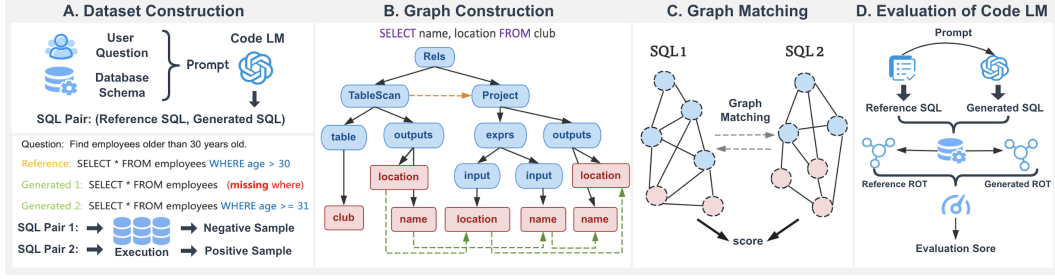 A. Dataset Construction
User
Question
Database
Schema
Prompt
Code LM
SQL Pair: (Reference SQL, Generated SQL)
Question: Find employees older than 30 years old.
Reference: SELECT * FROM employees WHERE age > 30
Generated 1: SELECT * FROM employees (missing where)
Generated 2: SELECT * FROM employees WHERE age >= 31
SQL Pair 1:
Negative Sample
SQL Pair 2:
Execution
Positive Sample
B. Graph Construction
SELECT name, location FROM club
Rels
TableScan
Project
table
outputs
exprs
outputs
location
input
input
location
club
name
location
name
name
C. Graph Matching
SQL1
SQL2
Graph
Matching
score
D. Evaluation of Code LM
Prompt
Reference SQL
Generated SQL
Reference ROT
Generated ROT
Evaluation Sore